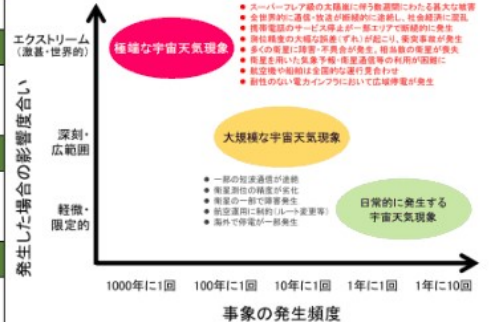 ● スーパーフレア級の太陽嵐に伴う数週間にわたる甚大な被害
● 全世界的に通信・放送が断続的に途絶し、社会経済に混乱
● 携帯電話のサービス停止が一部エリアで断続的に発生
● 測位精度の大幅な誤差(ずれ)が起こり、衝突事故が発生
● 多くの衛星に障害・不具合が発生。相当数の衛星が喪失
● 衛星を用いた気象予報・衛星通信等の利用が困難に
● 航空機や船舶は全国的な運行見合わせ
● 耐性のない電力インフラにおいて広域停電が発生
エクストリーム
(激甚・世界的)
極端な宇宙天気現象
発生した場合の影響度合い
深刻・
広範囲
大規模な宇宙天気現象
● 一部の短波通信が途絶
● 衛星測位の精度が劣化
● 衛星の一部で障害発生
● 航空運用に制約(ルート変更等)
● 海外で停電が一部発生
軽微・
限定的
日常的に発生する
宇宙天気現象
1000年に1回 100年に1回 10年に1回 1年に1回 1年に10回
事象の発生頻度